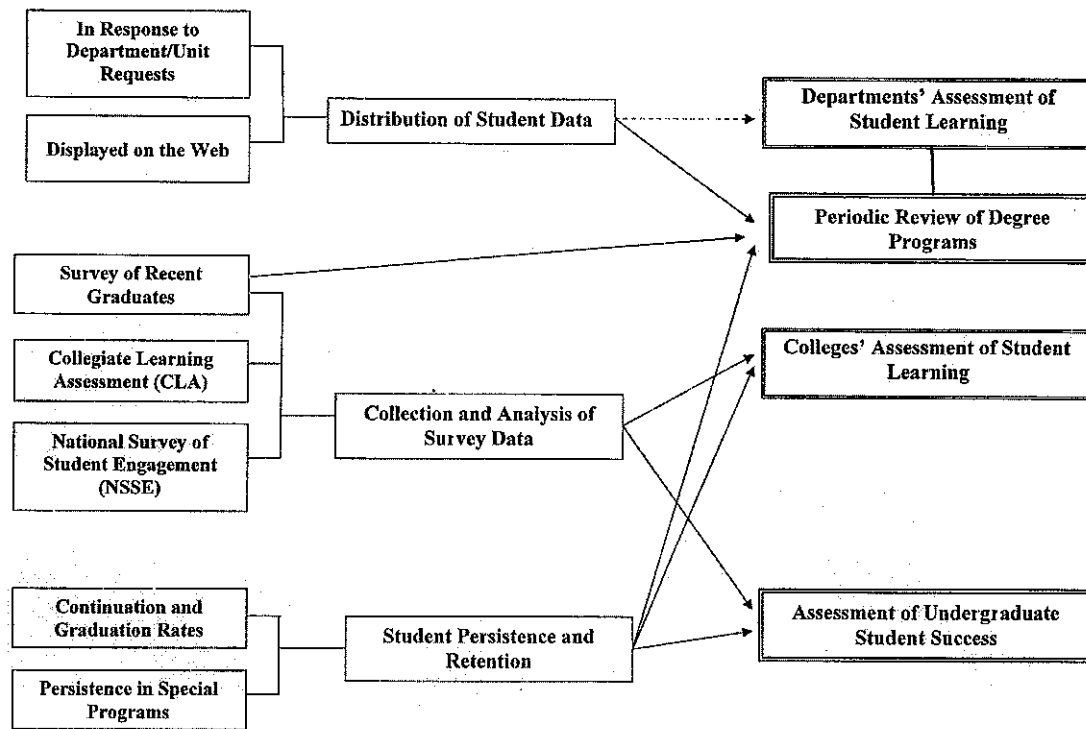 In Response to
Department/Unit
Requests
Displayed on the Web
Distribution of Student Data
Departments' Assessment of
Student Learning
Periodic Review of Degree
Programs
Survey of Recent
Graduates
Collegiate Learning
Assessment (CLA)
National Survey of
Student Engagement
(NSSE)
Collection and Analysis of
Survey Data
Colleges' Assessment of Student
Learning
Continuation and
Graduation Rates
Persistence in Special
Programs
Student Persistence and
Retention
Assessment of Undergraduate
Student Success